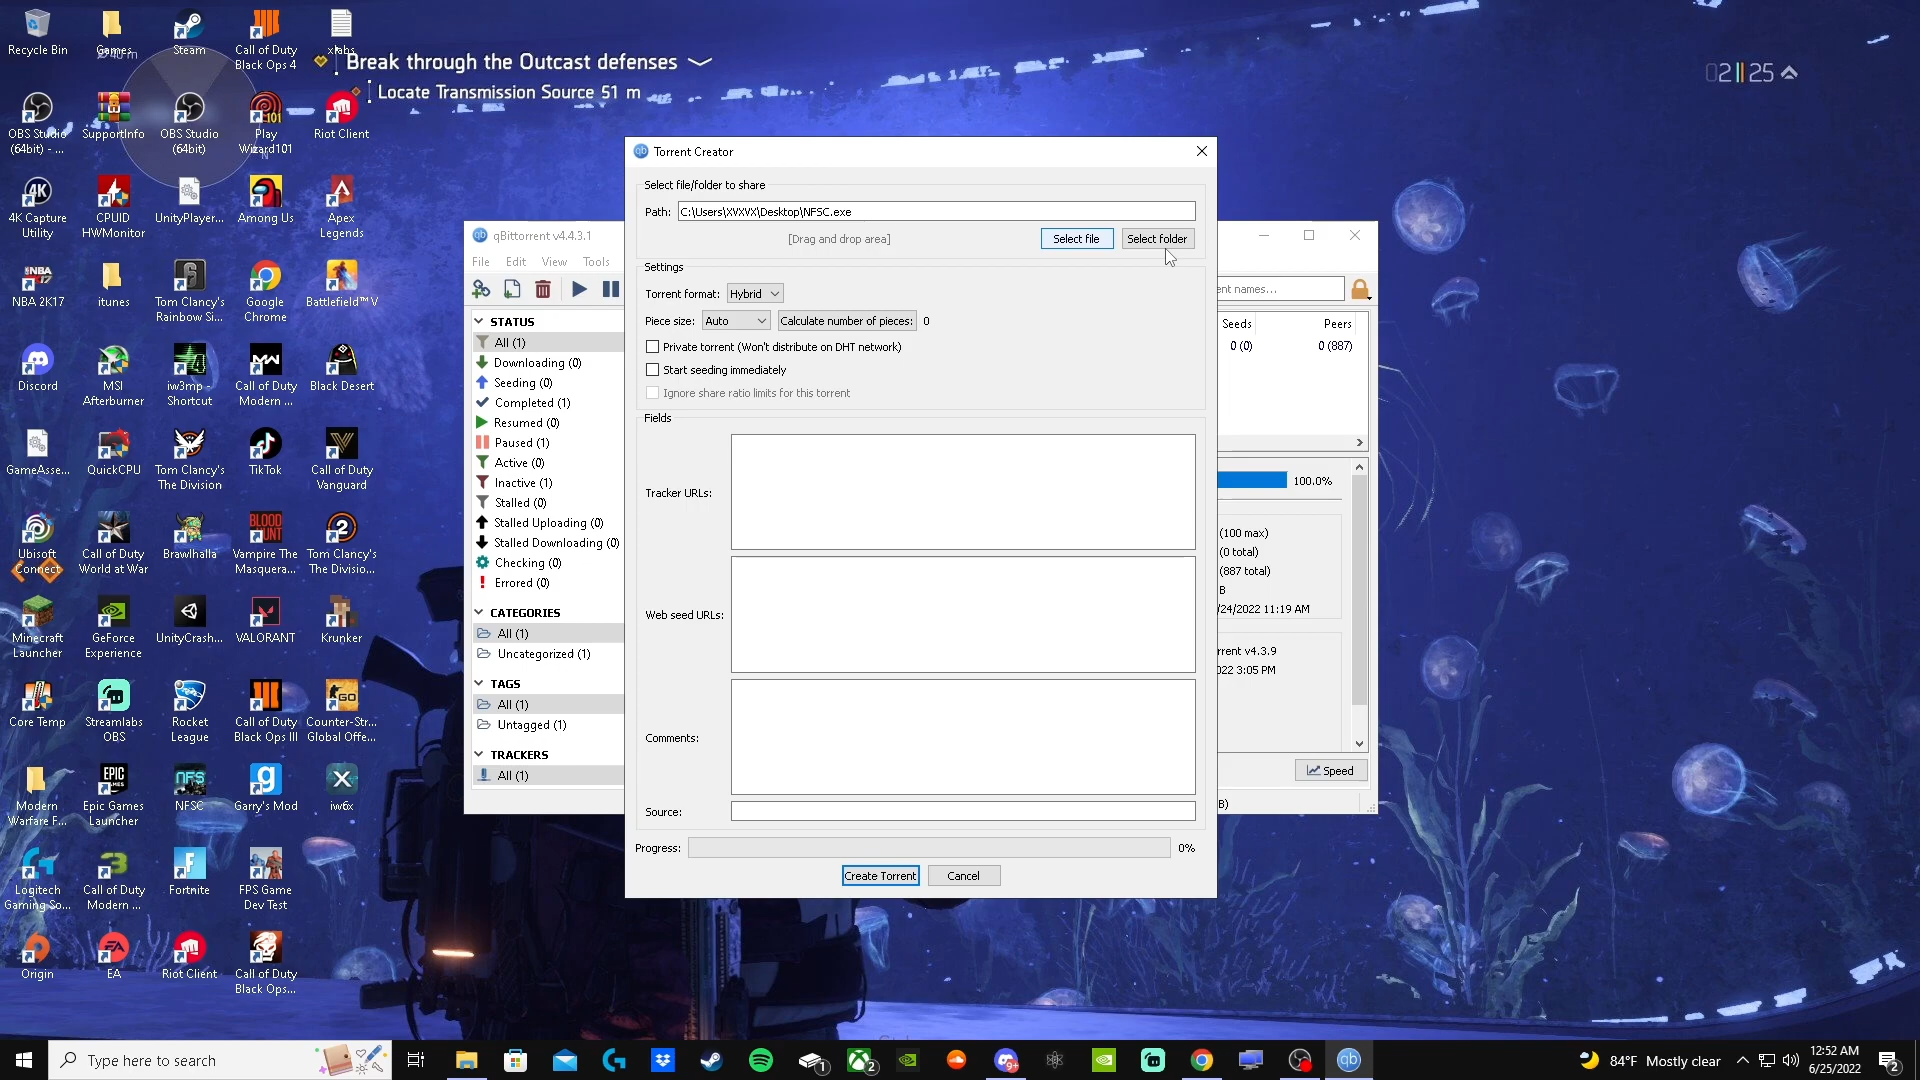 Recycle Bin
Games
Steam
Call of Duty
Black Ops 4
xlabs
40 m
Break through the Outcast defenses
Locate Transmission Source 51 m
02 25
OBS Studio
(64bit) - ...
SupportInfo
OBS Studio
(64bit)
Play
Wizard101
Riot Client
4K Capture
Utility
CPUID
HWMonitor
UnityPlayer...
Among Us
Apex
Legends
NBA 2K17
itunes
Tom Clancy's
Rainbow Si...
Google
Chrome
Battlefield™ V
Discord
MSI
Afterburner
iw3mp -
Shortcut
Call of Duty
Modern ...
Black Desert
GameAsse...
QuickCPU
Tom Clancy's
The Division
TikTok
Call of Duty
Vanguard
Ubisoft
Connect
Call of Duty
World at War
Brawlhalla
Vampire The
Masquera...
Tom Clancy's
The Divisio...
Minecraft
Launcher
GeForce
Experience
UnityCrash...
VALORANT
Krunker
Core Temp
Streamlabs
OBS
Rocket
League
Call of Duty
Black Ops III
Counter-Str...
Global Offe...
Modern
Warfare F...
Epic Games
Launcher
NFSC
Garry's Mod
iw6x
Logitech
Gaming So...
Call of Duty
Modern ...
Fortnite
FPS Game
Dev Test
Origin
EA
Riot Client
Call of Duty
Black Ops...
qBittorrent v4.4.3.1
File Edit View Tools
STATUS
All (1)
Downloading (0)
Seeding (0)
Completed (1)
Resumed (0)
Paused (1)
Active (0)
Inactive (1)
Stalled (0)
Stalled Uploading (0)
Stalled Downloading (0)
Checking (0)
Errored (0)
CATEGORIES
All (1)
Uncategorized (1)
TAGS
All (1)
Untagged (1)
TRACKERS
All (1)
Torrent Creator
Select file/folder to share
Path: C:\Users\XVXVX\Desktop\NFSC.exe
[Drag and drop area] Select file Select folder
Settings
Torrent format: Hybrid
Piece size: Auto Calculate number of pieces: 0
Private torrent (Won't distribute on DHT network)
Start seeding immediately
Ignore share ratio limits for this torrent
Fields
Tracker URLs:
Web seed URLs:
Comments:
Source:
Progress: 0%
Create Torrent Cancel
ent names...
Seeds Peers
0 (0) 0 (887)
100.0%
(100 max)
(0 total)
(887 total)
B
/24/2022 11:19 AM
rrent v4.3.9
022 3:05 PM
Speed
B)
Type here to search
1
2
9+
84°F Mostly clear
12:52 AM
6/25/2022
2